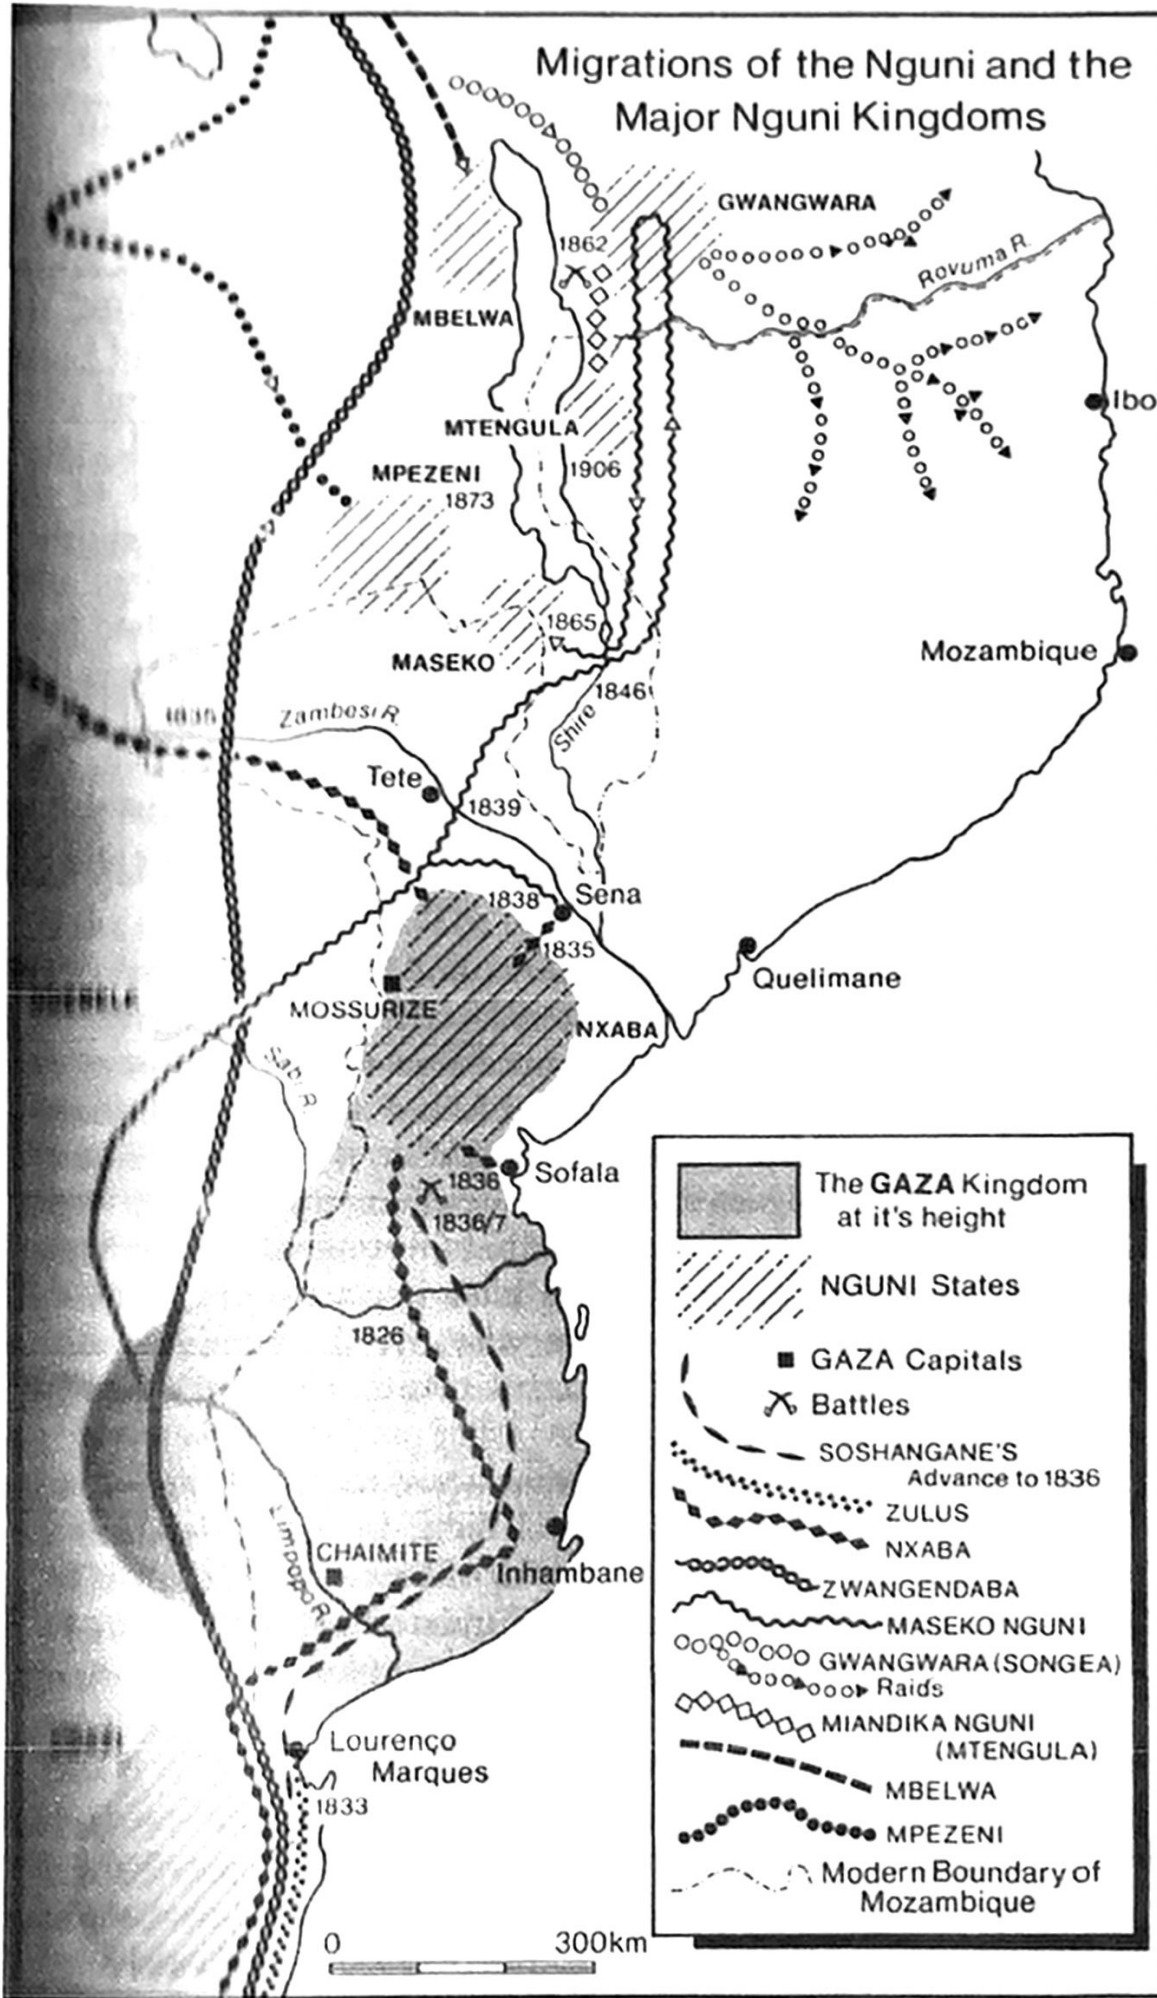 Migrations of the Nguni and the
Major Nguni Kingdoms
GWANGWARA
1862
Rovuma R.
MBELWA
Ibo
MTENGULA
1906
MPEZENI
1873
1865
MASEKO
Mozambique
1846
1835
Zambesi R.
Shire
Tete
1839
1838
Sena
1835
Quelimane
MOSSURIZE
NXABA
Sabi R.
1836
Sofala
1836/7
1826
Limpopo R.
CHAIMITE
Inhambane
Lourenço
Marques
1833
0 300km
The GAZA Kingdom
at it's height
NGUNI States
GAZA Capitals
Battles
SOSHANGANE'S
Advance to 1836
ZULUS
NXABA
ZWANGENDABA
MASEKO NGUNI
GWANGWARA (SONGEA)
Raids
MIANDIKA NGUNI
(MTENGULA)
MBELWA
MPEZENI
Modern Boundary of
Mozambique